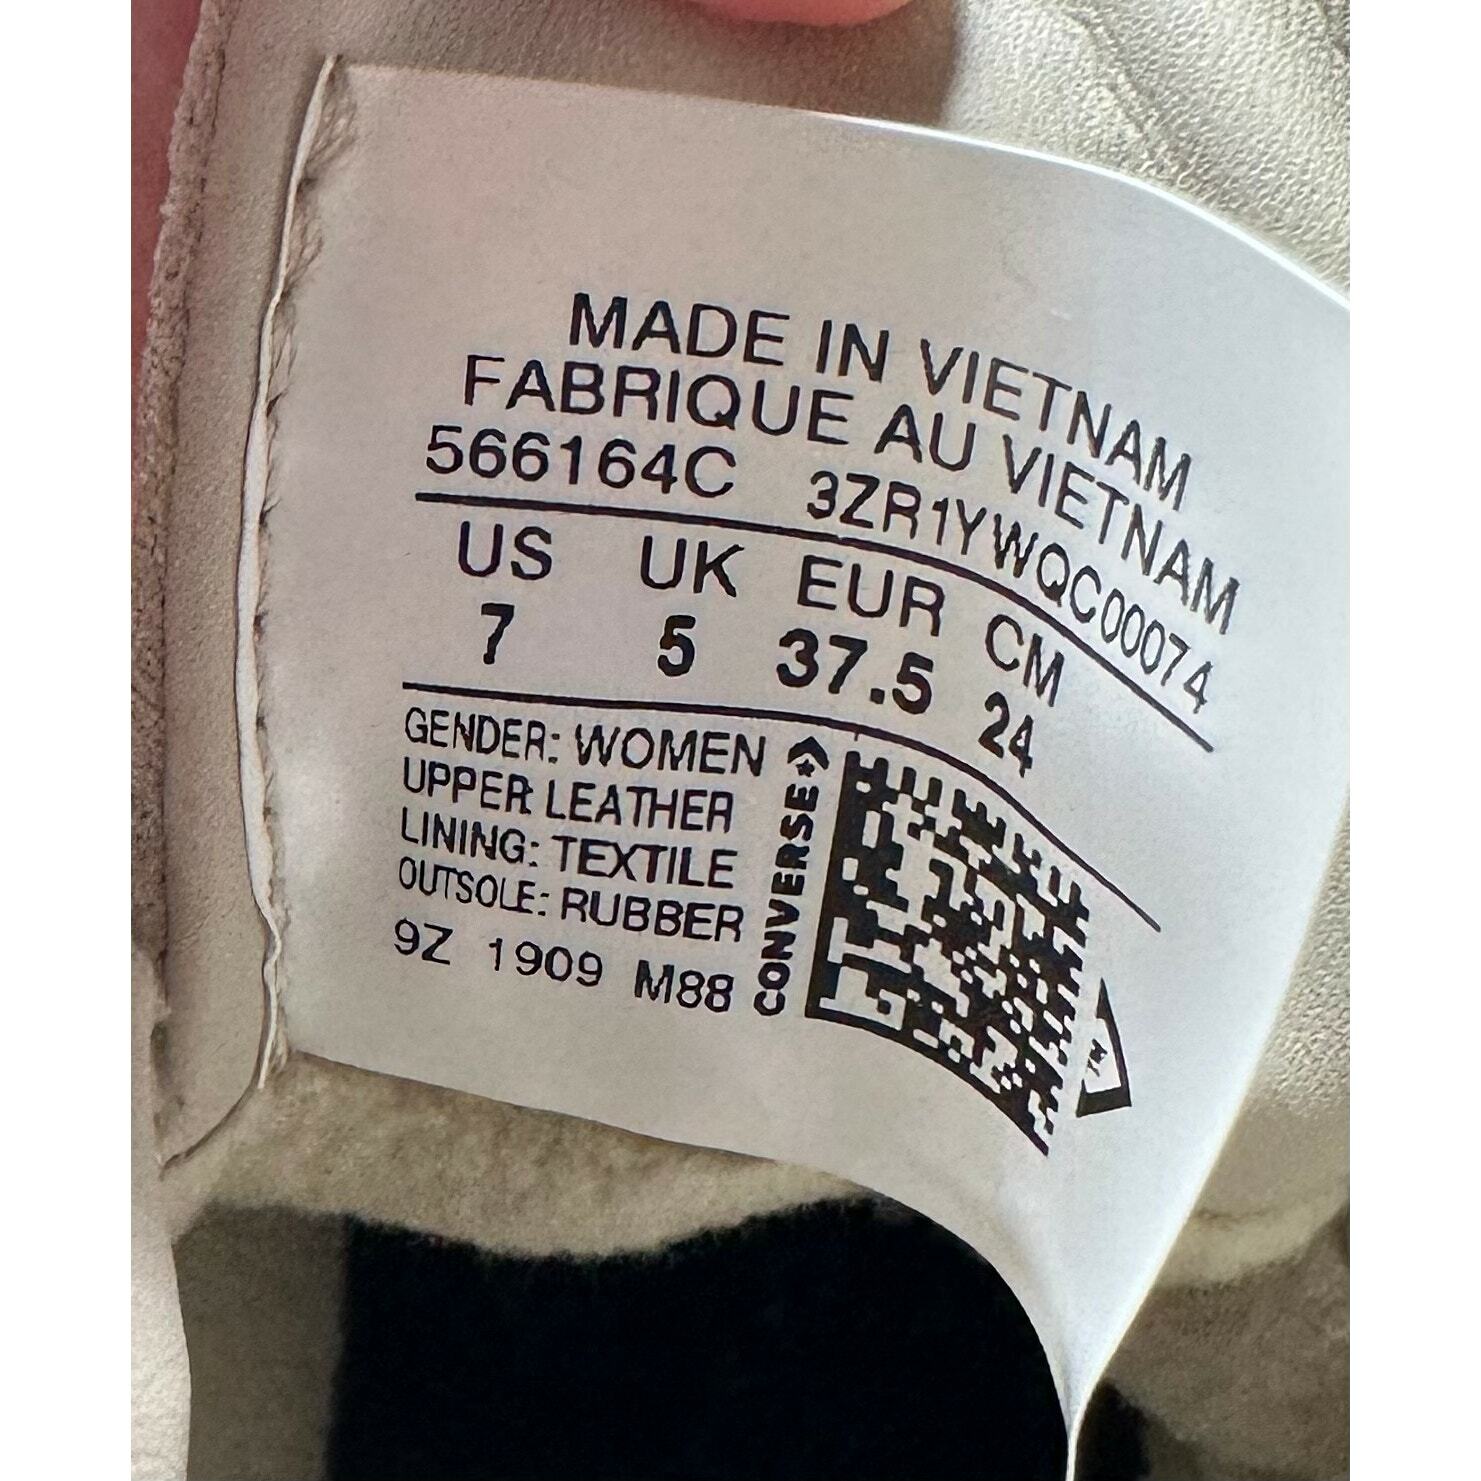 MADE IN VIETNAM
FABRIQUE AU VIETNAM
566164C 3ZR1YWQC00074
US UK EUR CM
7 5 37.5 24
GENDER: WOMEN
UPPER: LEATHER
LINING: TEXTILE
OUTSOLE: RUBBER
9Z 1909 M88
CONVERSE
TM